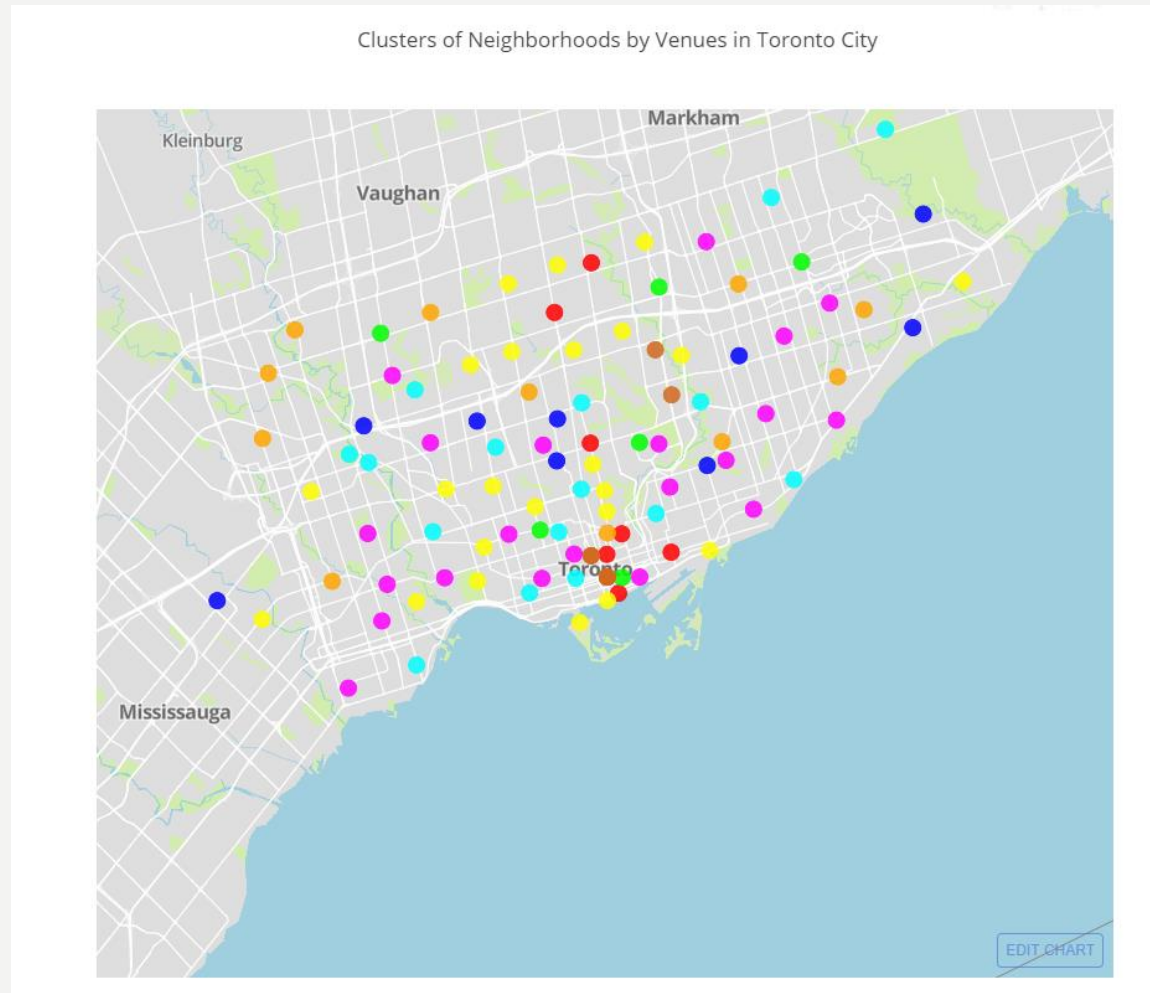 Clusters of Neighborhoods by Venues in Toronto City
Markham
Kleinburg
Vaughan
Toronto
Mississauga
EDIT CHART